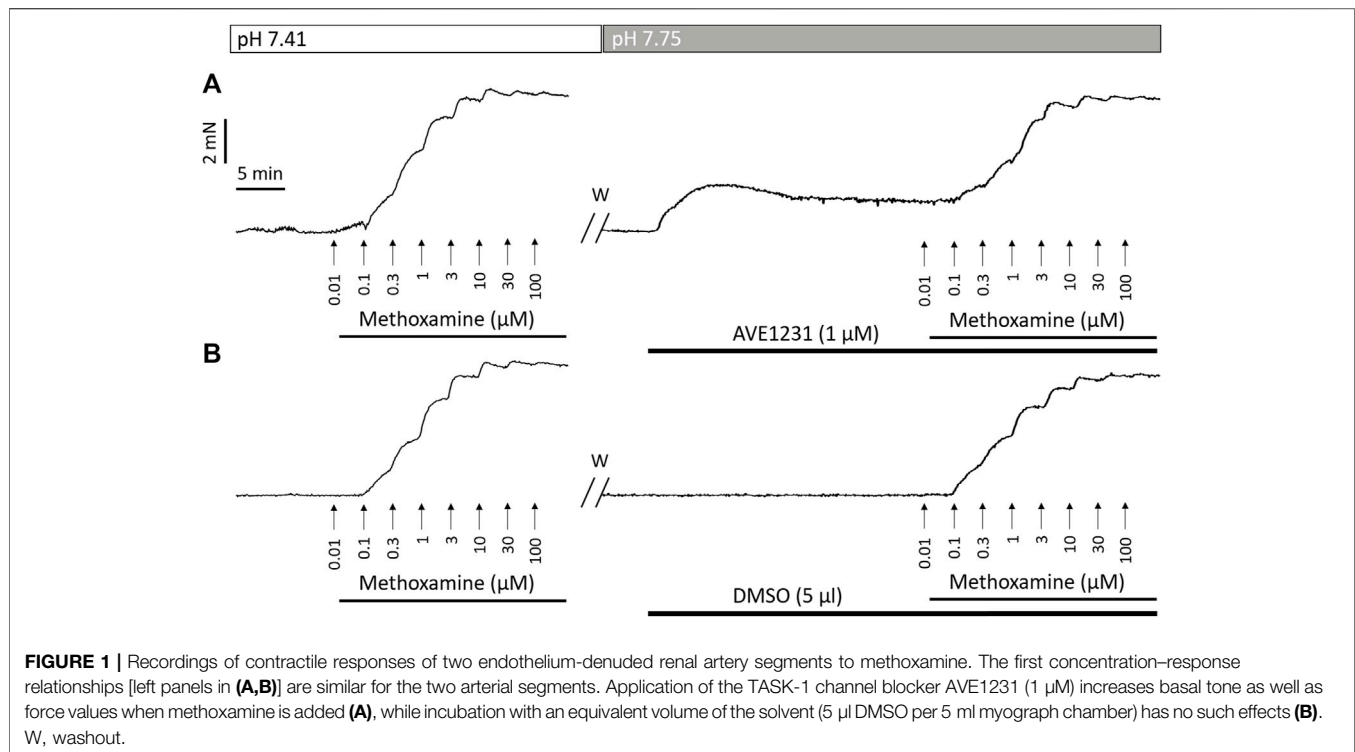 pH 7.41
pH 7.75
A
2 mN
5 min
W
0.01
0.1
0.3
1
3
10
30
100
Methoxamine (µM)
0.01
0.1
0.3
1
3
10
30
100
Methoxamine (µM)
AVE1231 (1 µM)
B
W
0.01
0.1
0.3
1
3
10
30
100
Methoxamine (µM)
0.01
0.1
0.3
1
3
10
30
100
Methoxamine (µM)
DMSO (5 µl)
FIGURE 1 | Recordings of contractile responses of two endothelium-denuded renal artery segments to methoxamine. The first concentration–response
relationships [left panels in (A,B)] are similar for the two arterial segments. Application of the TASK-1 channel blocker AVE1231 (1 µM) increases basal tone as well as
force values when methoxamine is added (A), while incubation with an equivalent volume of the solvent (5 µl DMSO per 5 ml myograph chamber) has no such effects (B).
W, washout.